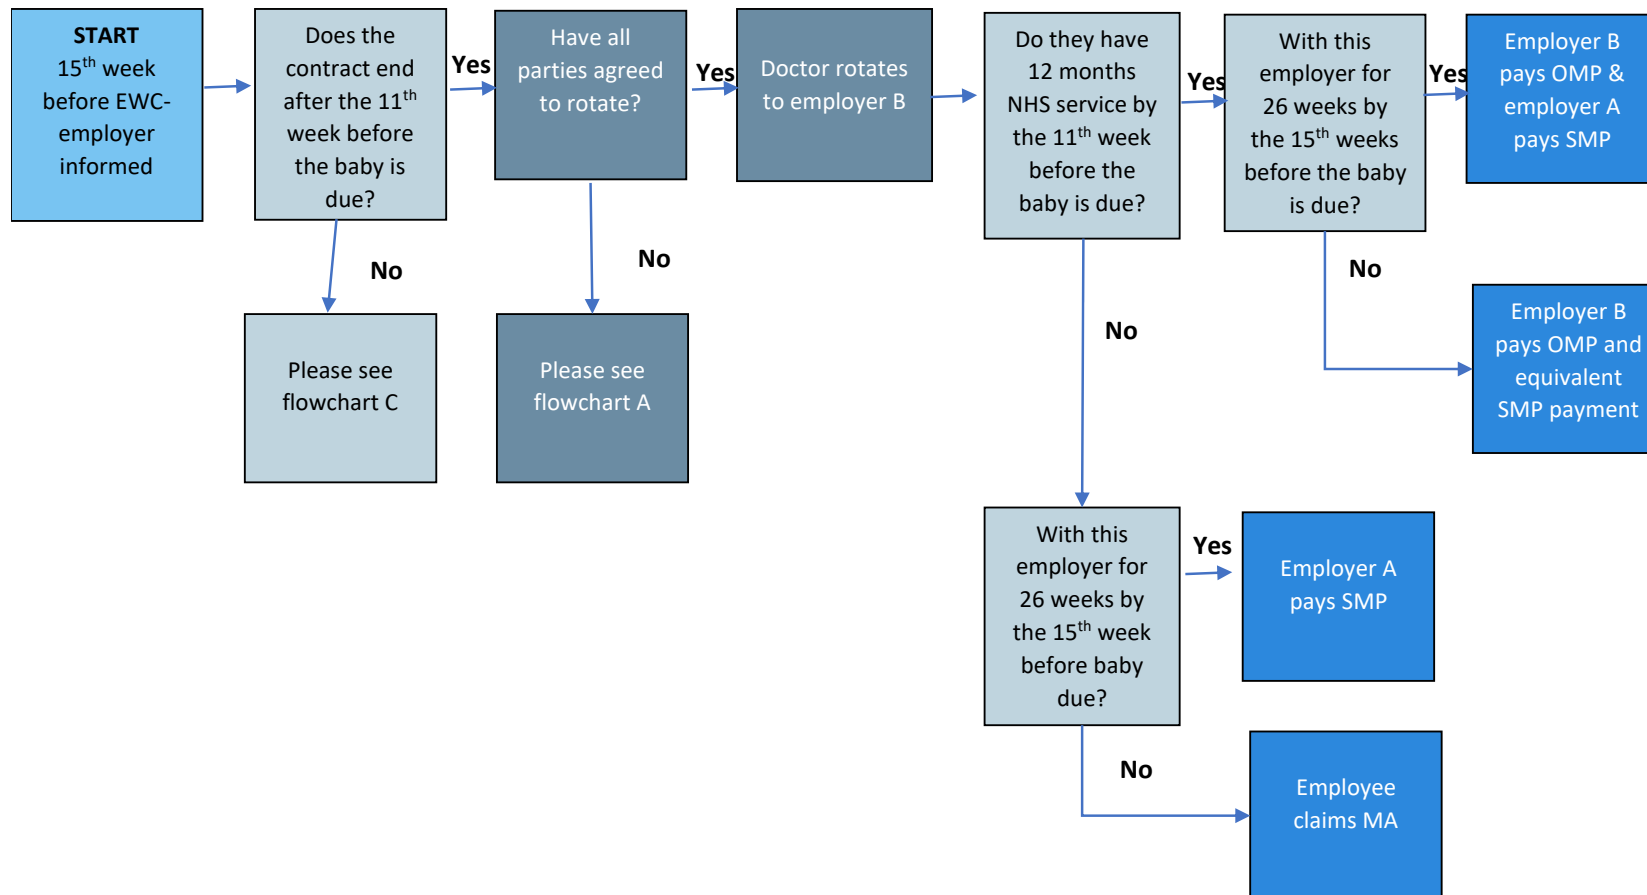 START
15th week
before EWC-
employer
informed
Does the
contract end
after the 11th
week before
the baby is
due?
Yes
Have all
parties agreed
to rotate?
Yes
Doctor rotates
to employer B
Do they have
12 months
NHS service by
the 11th week
before the
baby is due?
Yes
With this
employer for
26 weeks by
the 15th weeks
before the baby
is due?
Yes
Employer B
pays OMP &
employer A
pays SMP
No
Please see
flowchart C
No
Please see
flowchart A
No
No
Employer B
pays OMP and
equivalent
SMP payment
With this
employer for
26 weeks by
the 15th week
before baby
due?
Yes
Employer A
pays SMP
No
Employee
claims MA